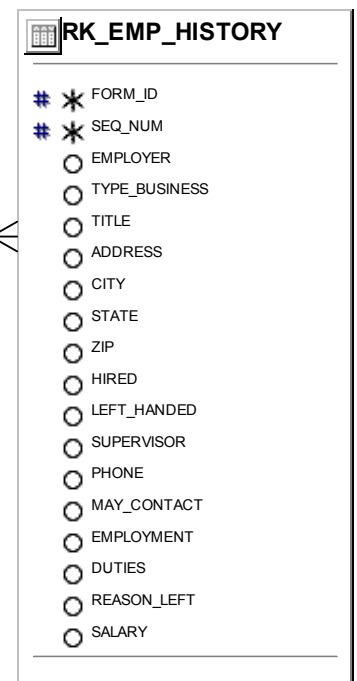 RK_EMP_HISTORY
# * FORM_ID
# * SEQ_NUM
EMPLOYER
TYPE_BUSINESS
TITLE
ADDRESS
CITY
STATE
ZIP
HIRED
LEFT_HANDED
SUPERVISOR
PHONE
MAY_CONTACT
EMPLOYMENT
DUTIES
REASON_LEFT
SALARY